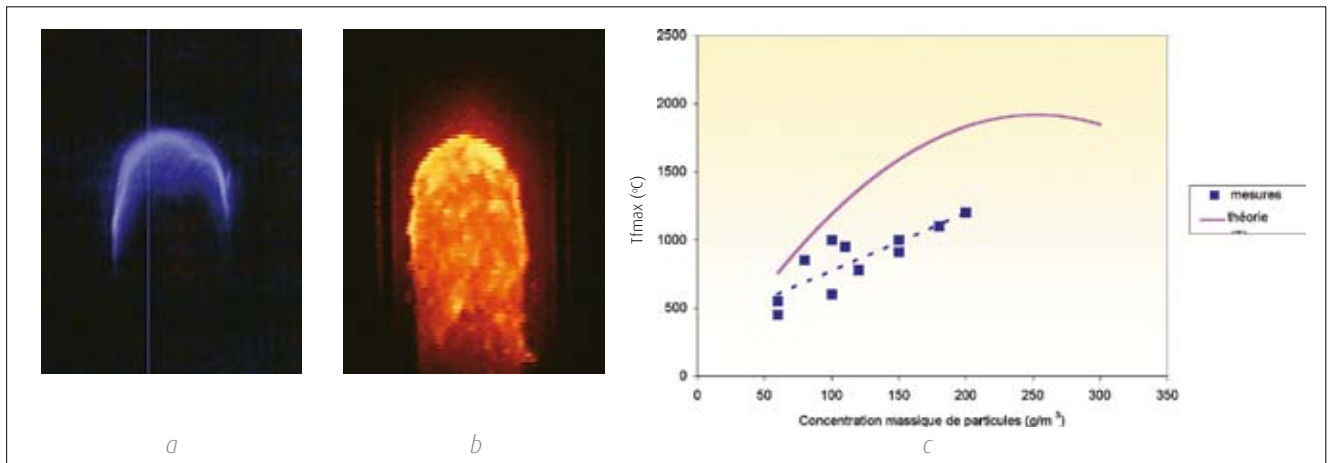 2500
2000
1500
1000
500
0
Tfmax (°C)
0 50 100 150 200 250 300 350
Concentration massique de particules (g/m³)
mesures
théorie
a b c